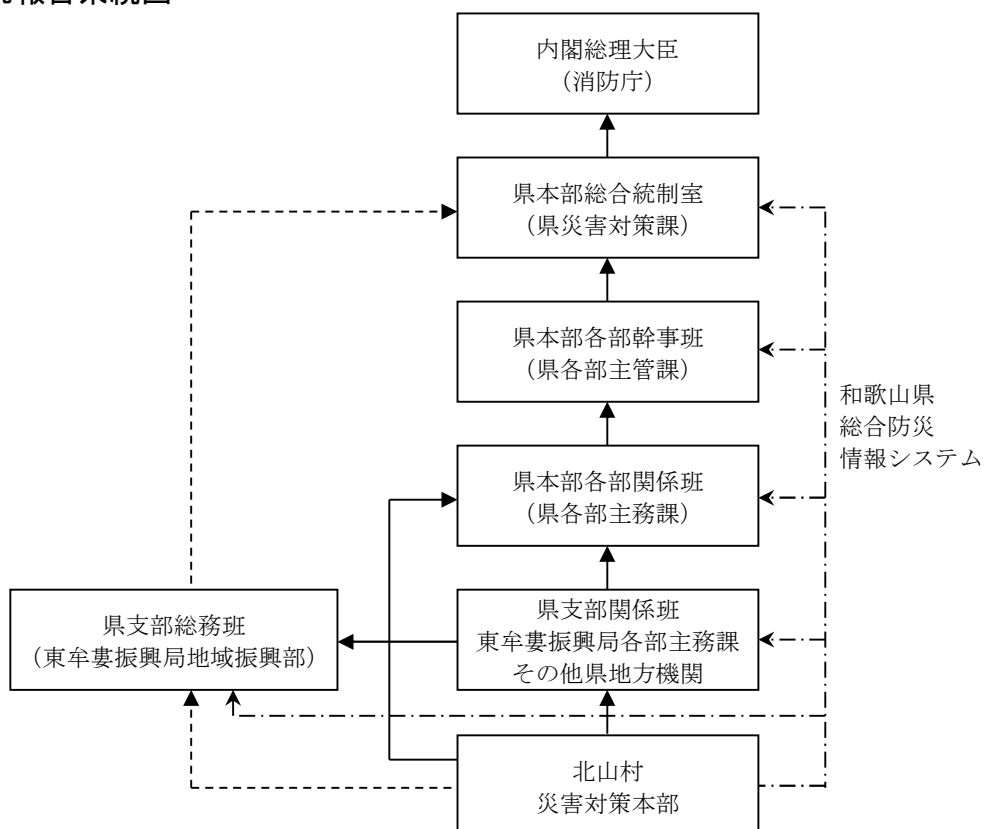 報告系統図
内閣総理大臣
（消防庁）
県本部総合統制室
（県災害対策課）
県本部各部幹事班
（県各部主管課）
和歌山県
総合防災
情報システム
県本部各部関係班
（県各部主務課）
県支部総務班
（東牟婁振興局地域振興部）
県支部関係班
東牟婁振興局各部主務課
その他県地方機関
北山村
災害対策本部